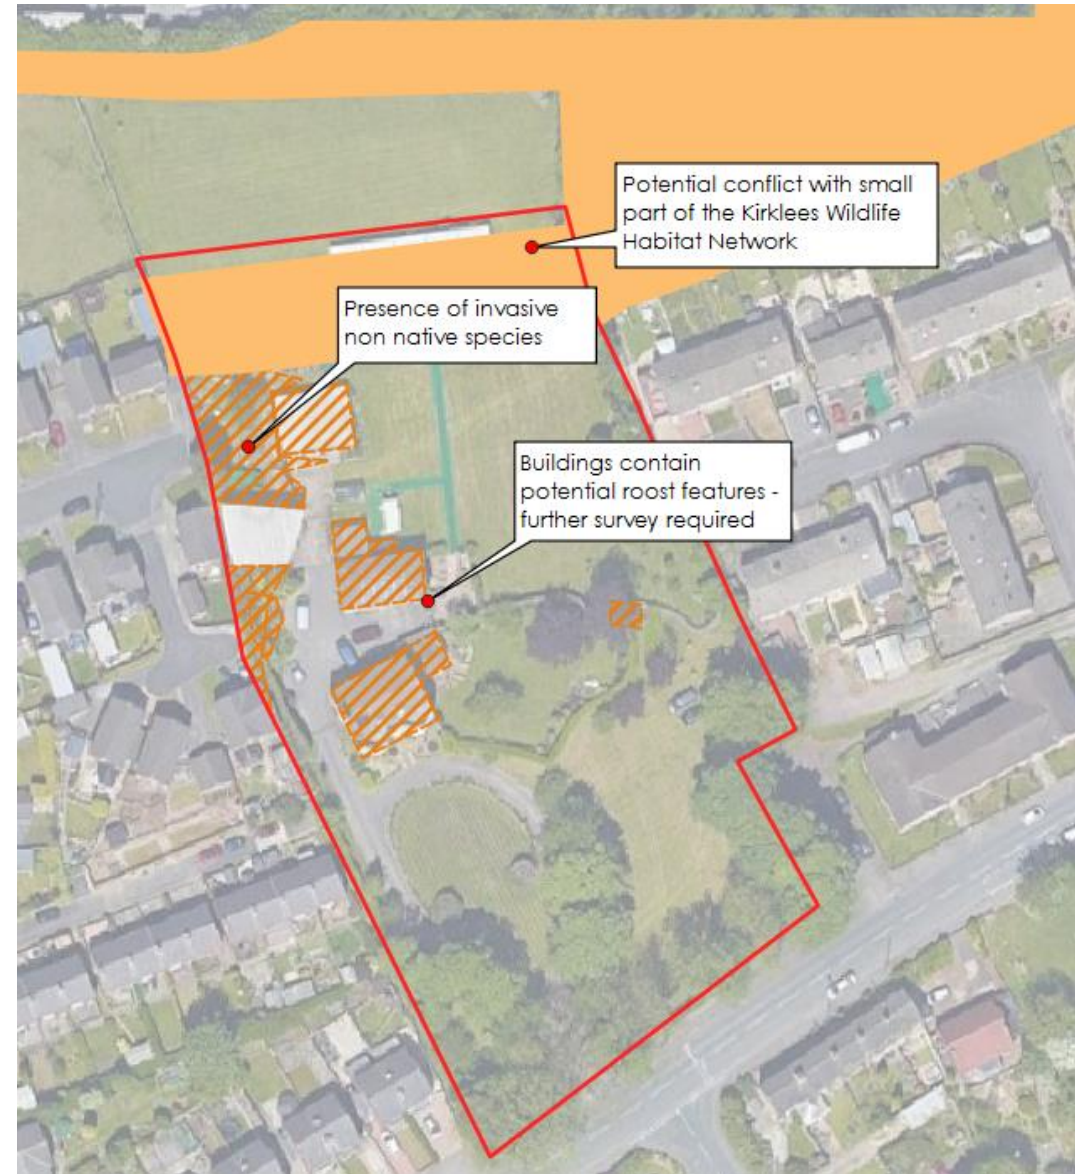 Potential conflict with small
part of the Kirklees Wildlife
Habitat Network
Presence of invasive
non native species
Buildings contain
potential roost features -
further survey required